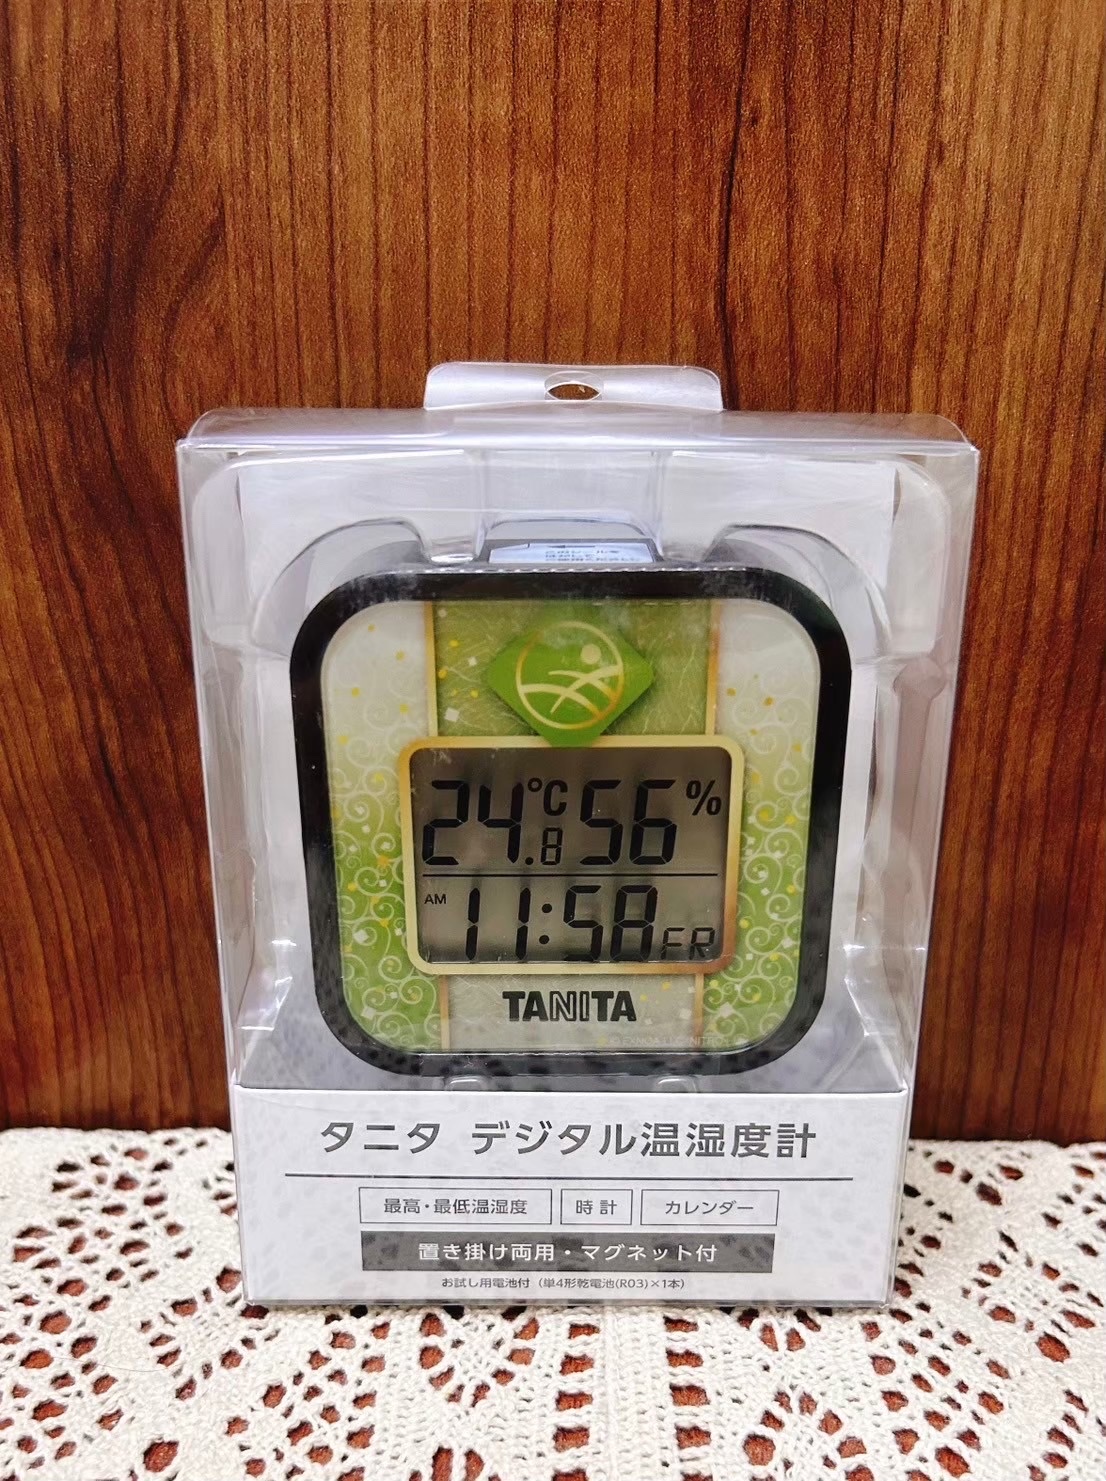 24.8℃ 56%
AM 11:58 FR
TANITA
タニタ デジタル温湿度計
最高・最低温湿度 時計 カレンダー
置き掛け両用・マグネット付
お試し用電池付（単4形乾電池(R03)×1本）